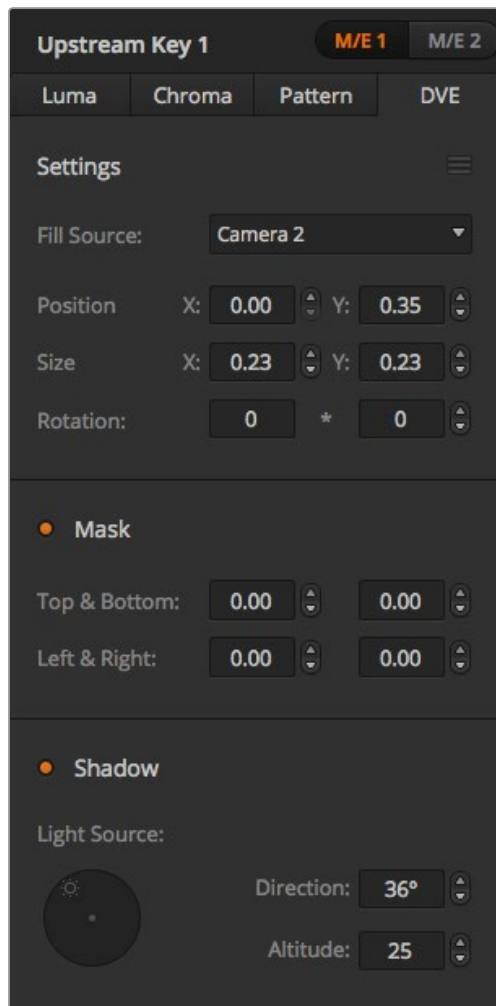 Upstream Key 1 M/E 1 M/E 2
Luma Chroma Pattern DVE
Settings
Fill Source: Camera 2
Position X: 0.00 Y: 0.35
Size X: 0.23 Y: 0.23
Rotation: 0 * 0
Mask
Top & Bottom: 0.00 0.00
Left & Right: 0.00 0.00
Shadow
Light Source:
Direction: 36º
Altitude: 25